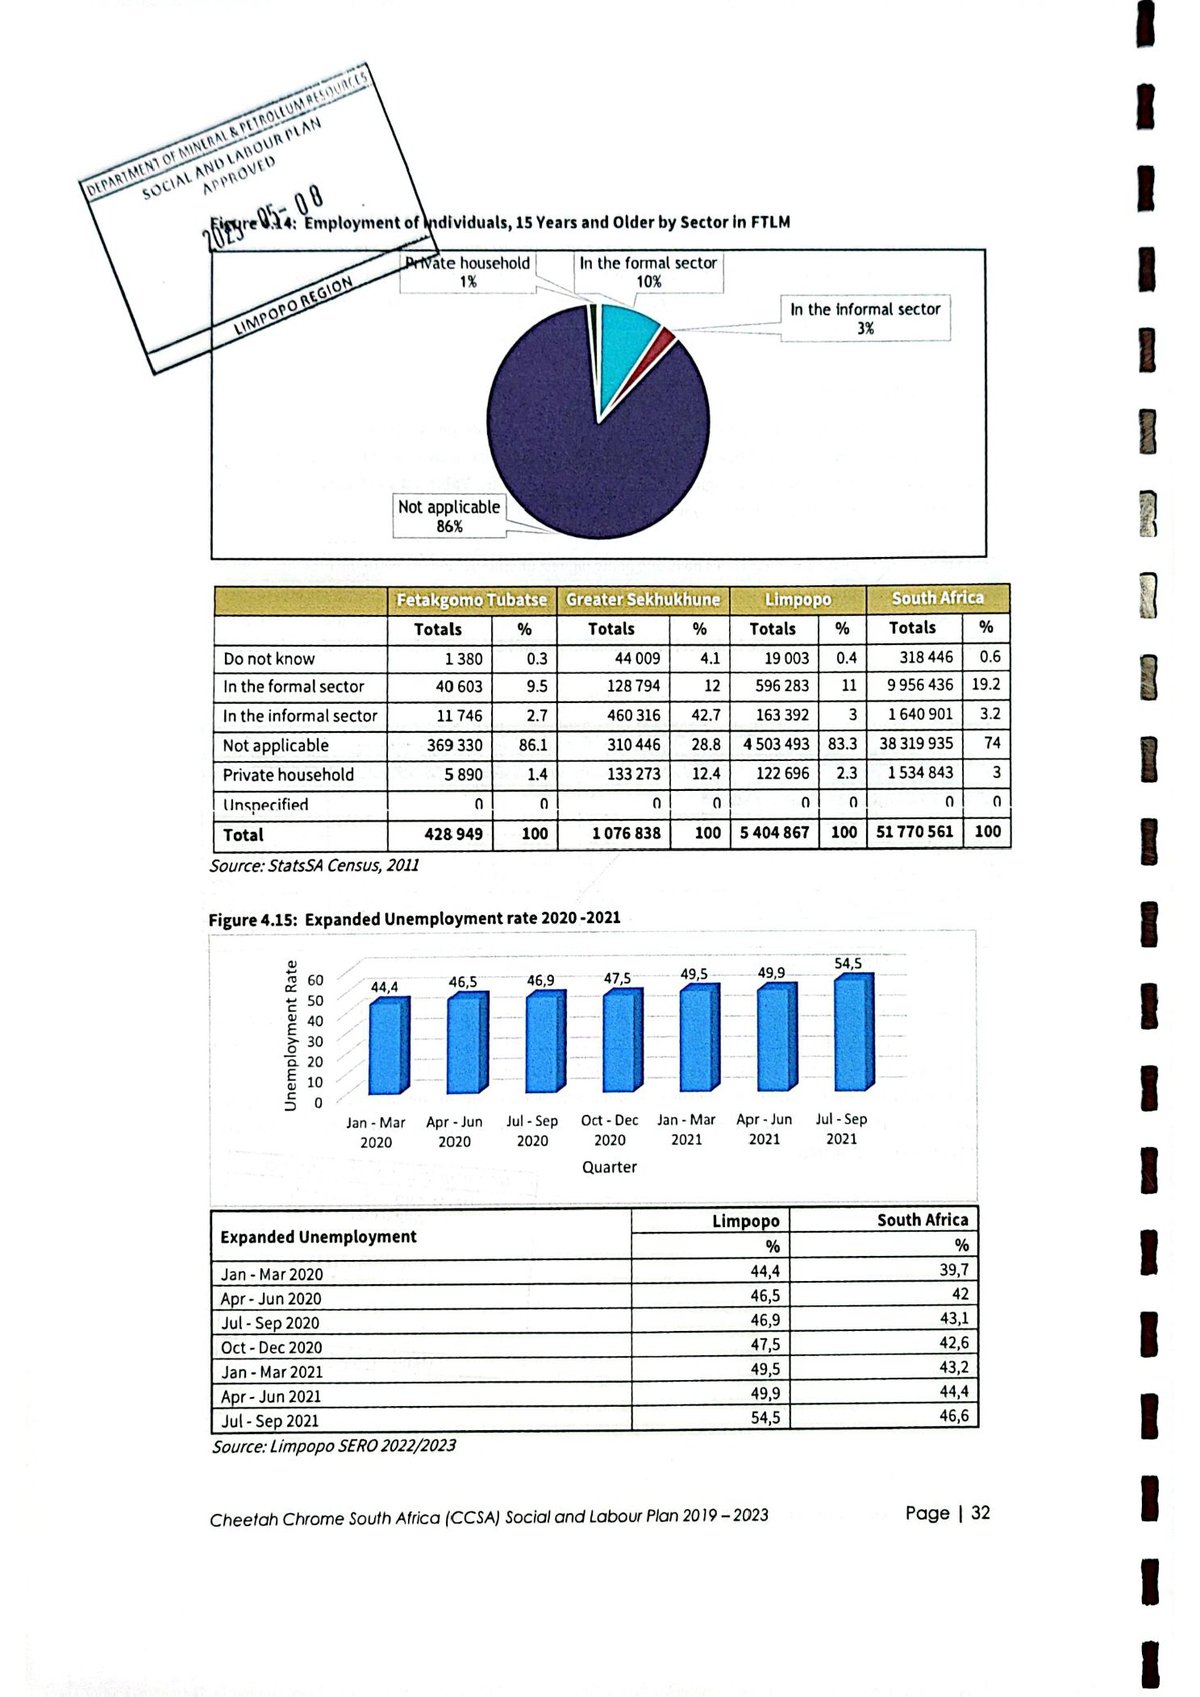 DEPARTMENT OF MINERAL & PETROLEUM RESOURCES
SOCIAL AND LABOUR PLAN
APPROVED
2025-05-08
LIMPOPO REGION
Figure 4.14: Employment of Individuals, 15 Years and Older by Sector in FTLM
Private household
1%
In the formal sector
10%
In the informal sector
3%
Not applicable
86%
Fetakgomo Tubatse Greater Sekhukhune Limpopo South Africa
Totals % Totals % Totals % Totals %
Do not know 1 380 0.3 44 009 4.1 19 003 0.4 318 446 0.6
In the formal sector 40 603 9.5 128 794 12 596 283 11 9 956 436 19.2
In the informal sector 11 746 2.7 460 316 42.7 163 392 3 1 640 901 3.2
Not applicable 369 330 86.1 310 446 28.8 4 503 493 83.3 38 319 935 74
Private household 5 890 1.4 133 273 12.4 122 696 2.3 1 534 843 3
Unspecified 0 0 0 0 0 0 0 0
Total 428 949 100 1 076 838 100 5 404 867 100 51 770 561 100
Source: StatsSA Census, 2011
Figure 4.15: Expanded Unemployment rate 2020 -2021
Unemployment Rate
60
50
40
30
20
10
0
44,4 46,5 46,9 47,5 49,5 49,9 54,5
Jan - Mar Apr - Jun Jul - Sep Oct - Dec Jan - Mar Apr - Jun Jul - Sep
2020 2020 2020 2020 2021 2021 2021
Quarter
Expanded Unemployment Limpopo South Africa
% %
Jan - Mar 2020 44,4 39,7
Apr - Jun 2020 46,5 42
Jul - Sep 2020 46,9 43,1
Oct - Dec 2020 47,5 42,6
Jan - Mar 2021 49,5 43,2
Apr - Jun 2021 49,9 44,4
Jul - Sep 2021 54,5 46,6
Source: Limpopo SERO 2022/2023
Cheetah Chrome South Africa (CCSA) Social and Labour Plan 2019 – 2023 Page | 32